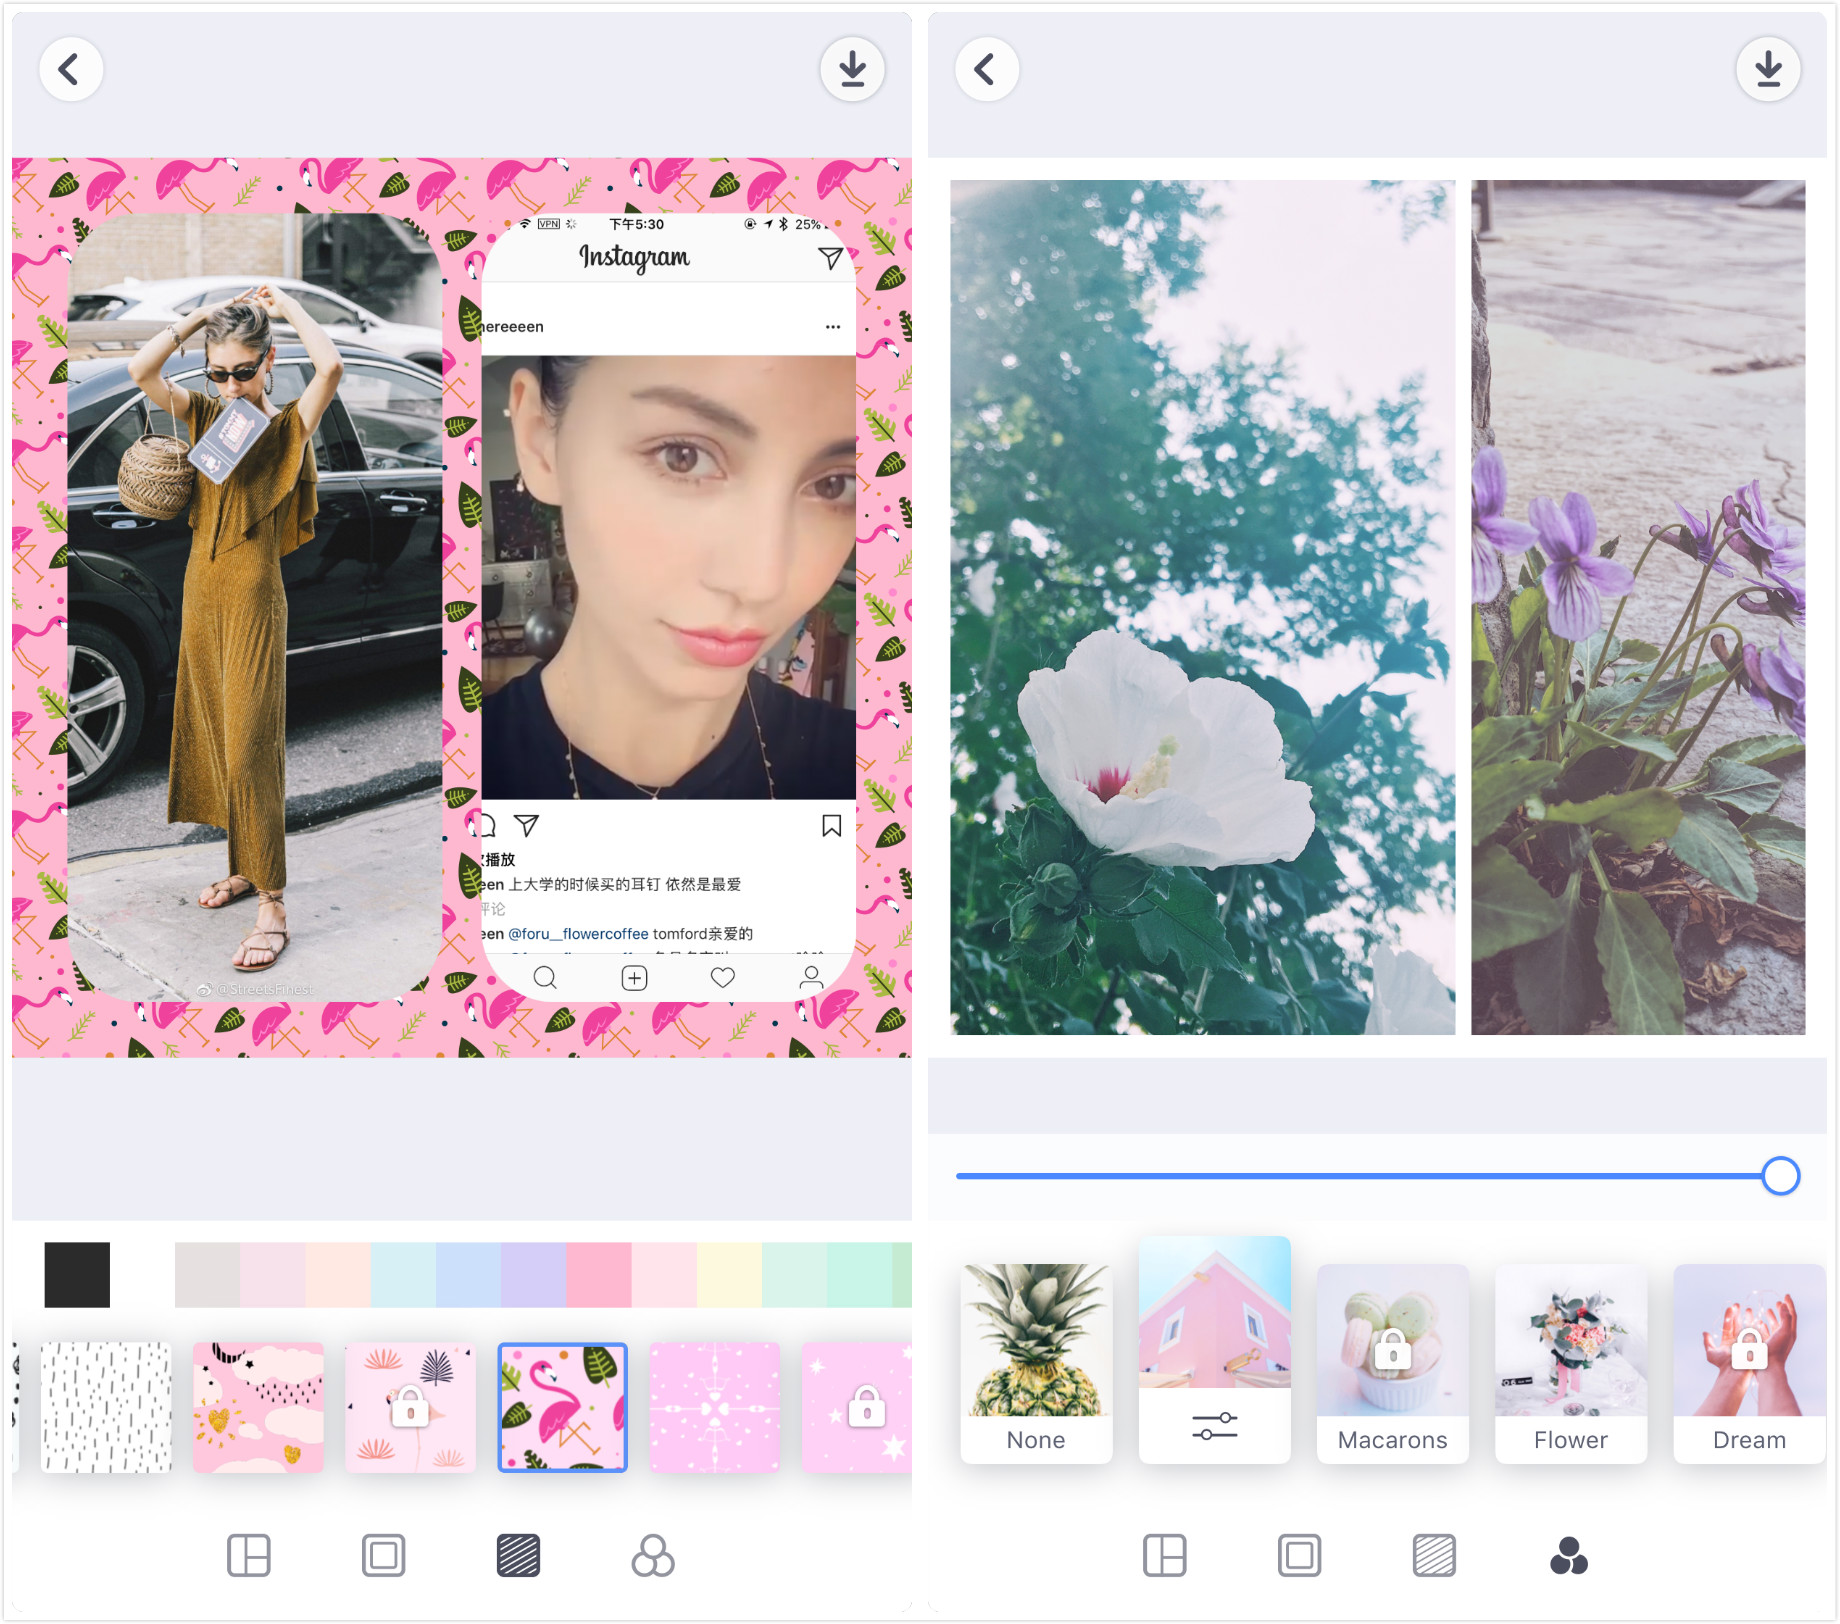 VPN 下午5:30 25%
Instagram
hereeeen
播放
een 上大学的时候买的耳钉 依然是最爱
评论
een @foru__flowercoffee tomford亲爱的
@StreetsFinest
None
Macarons
Flower
Dream